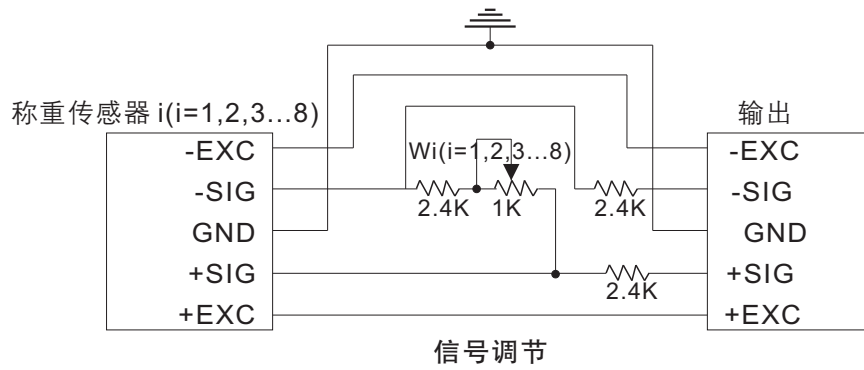 称重传感器 i(i=1,2,3...8)
输出
-EXC
-SIG
GND
+SIG
+EXC
Wi(i=1,2,3...8)
2.4K
1K
2.4K
2.4K
-EXC
-SIG
GND
+SIG
+EXC
信号调节